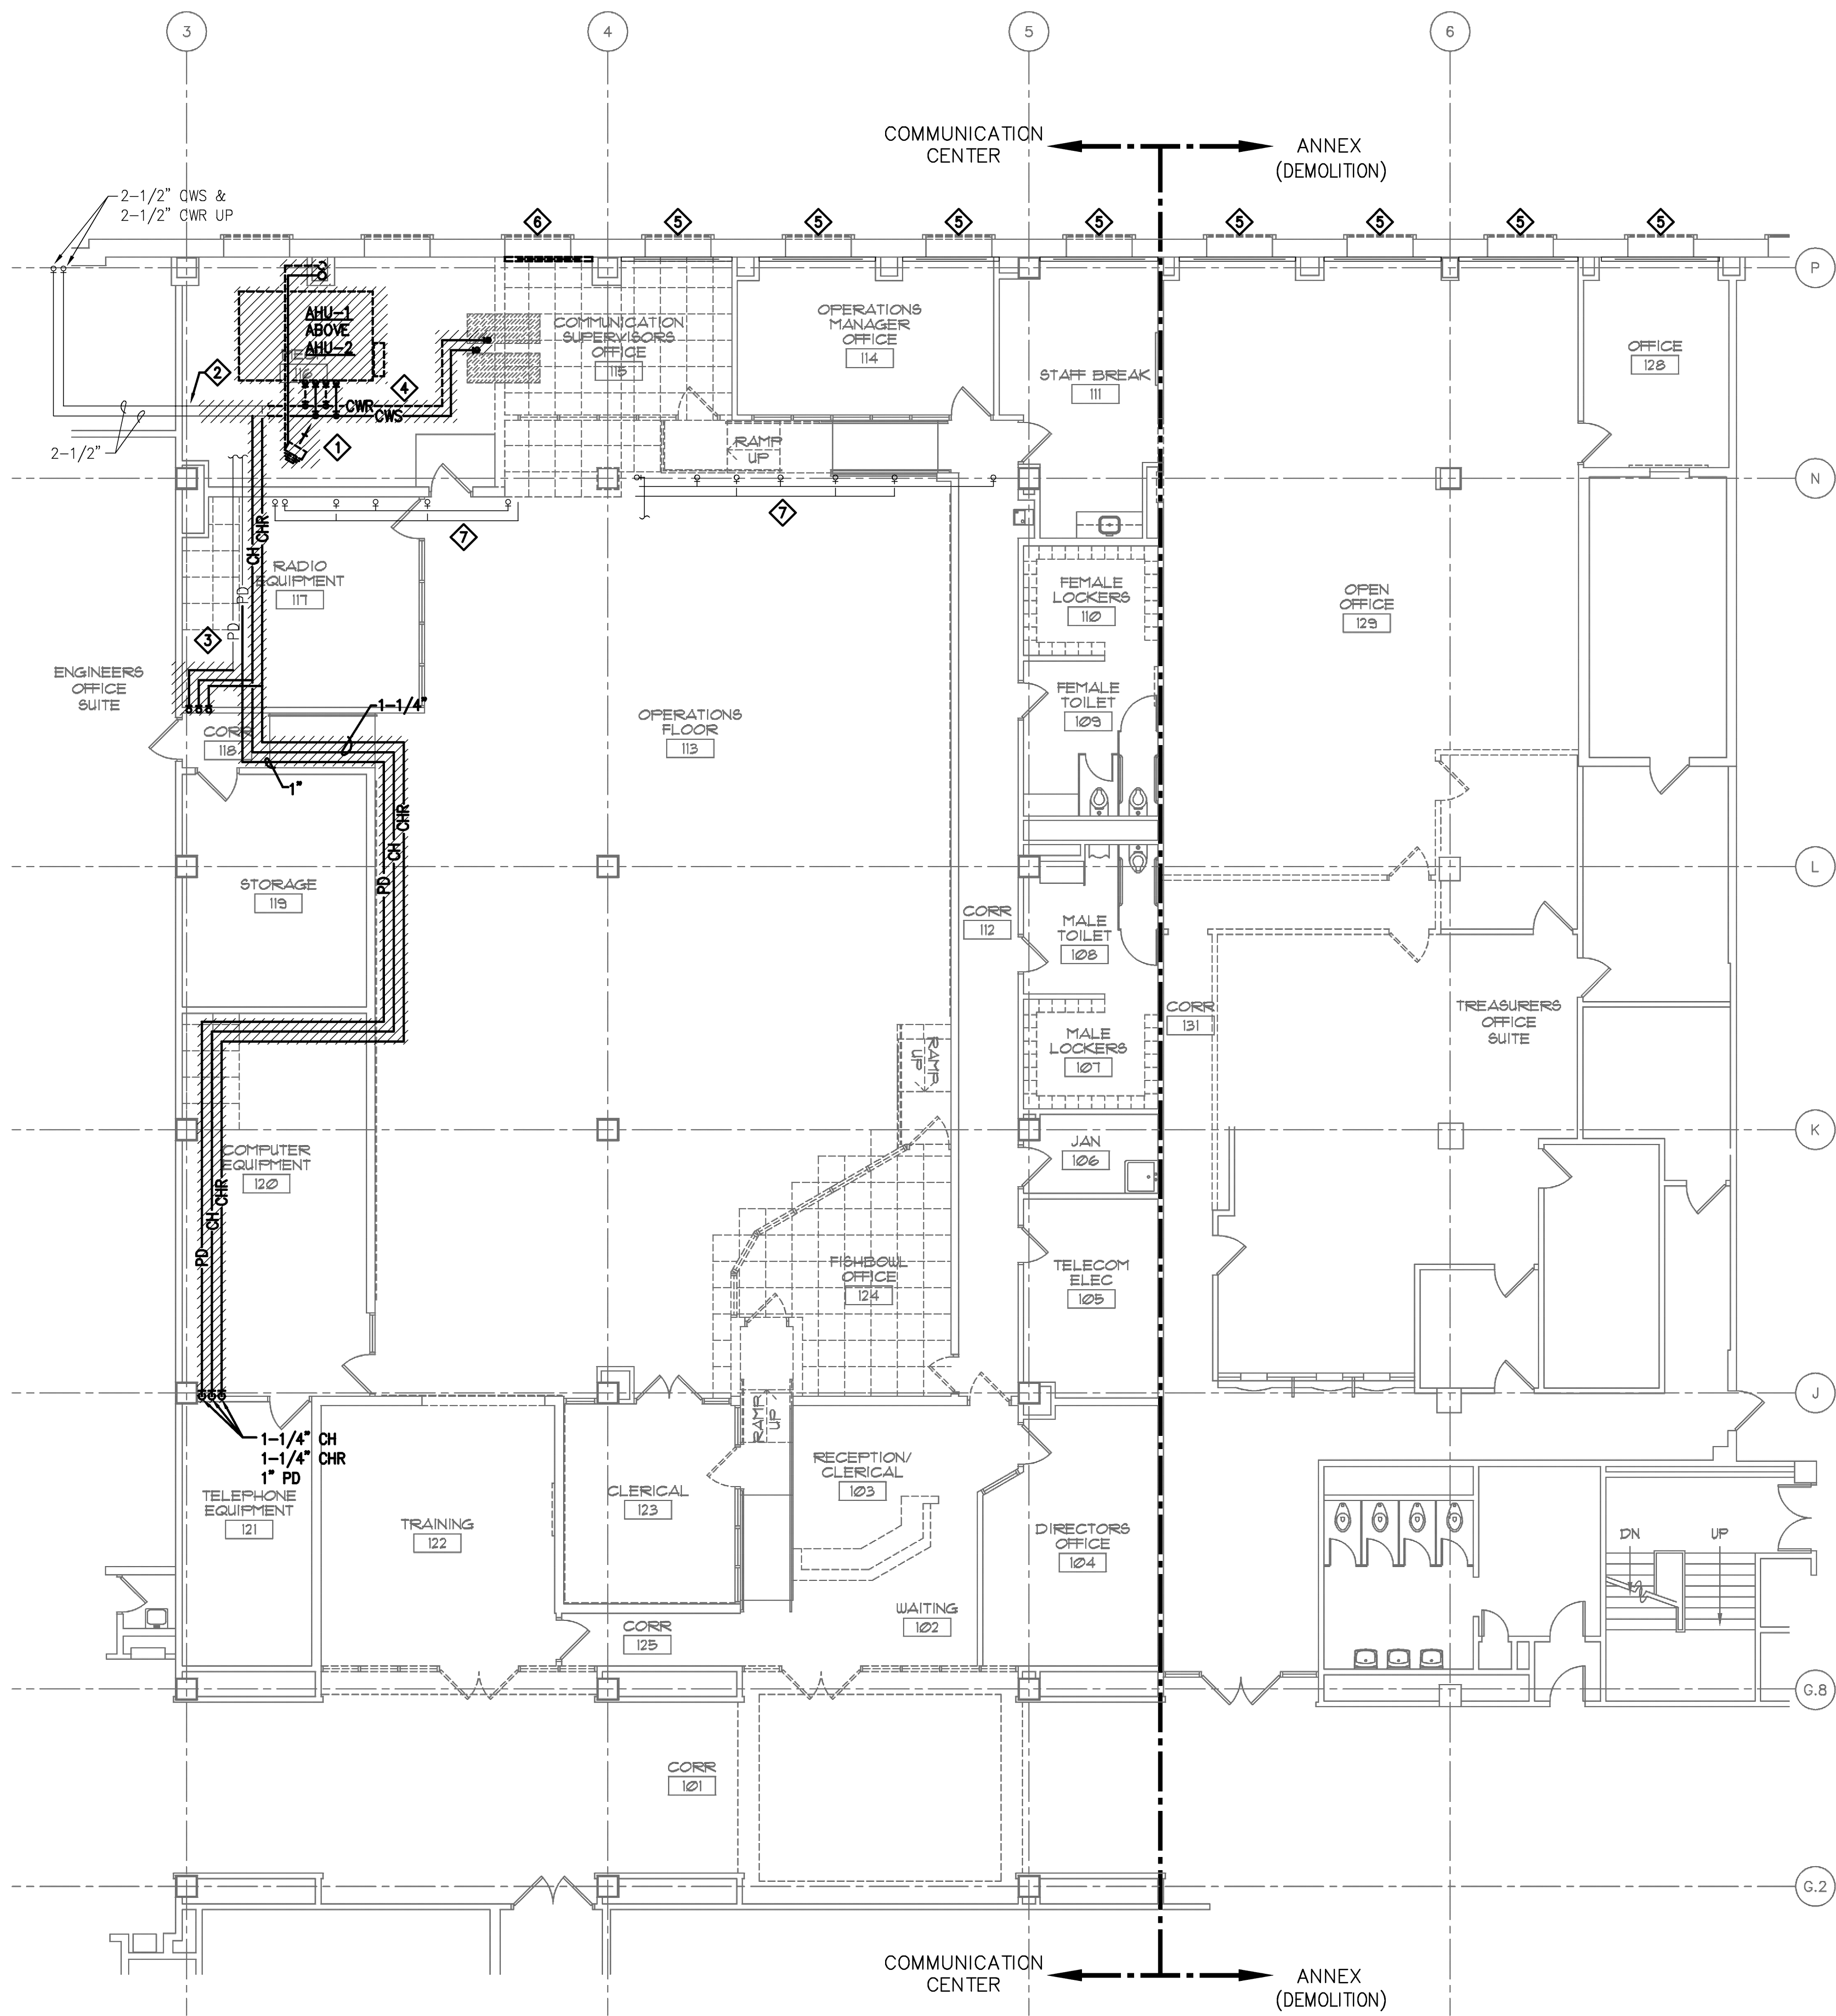 3
4
5
6
COMMUNICATION
CENTER
ANNEX
(DEMOLITION)
2-1/2" CWS &
2-1/2" CWR UP
6
5
5
5
5
5
5
5
5
P
AHU-1
ABOVE
AHU-2
116
COMMUNICATION
SUPERVISORS
OFFICE
115
OPERATIONS
MANAGER
OFFICE
114
STAFF BREAK
111
OFFICE
128
2
4
CWR
CWS
1
2-1/2"
RAMP
UP
N
7
7
CH
CHR
RADIO
EQUIPMENT
117
PD
PD
3
FEMALE
LOCKERS
110
OPEN
OFFICE
129
ENGINEERS
OFFICE
SUITE
FEMALE
TOILET
109
1-1/4"
OPERATIONS
FLOOR
113
CORR
118
1"
CHR
CH
PD
L
STORAGE
119
CORR
112
MALE
TOILET
108
CORR
131
TREASURERS
OFFICE
SUITE
MALE
LOCKERS
107
RAMP
UP
K
COMPUTER
EQUIPMENT
120
JAN
106
CHR
CH
PD
FISHBOWL
OFFICE
124
TELECOM
ELEC
105
J
RAMP
UP
1-1/4" CH
1-1/4" CHR
1" PD
TELEPHONE
EQUIPMENT
121
TRAINING
122
CLERICAL
123
RECEPTION/
CLERICAL
103
DIRECTORS
OFFICE
104
DN
UP
WAITING
102
CORR
125
G.8
CORR
101
G.2
COMMUNICATION
CENTER
ANNEX
(DEMOLITION)